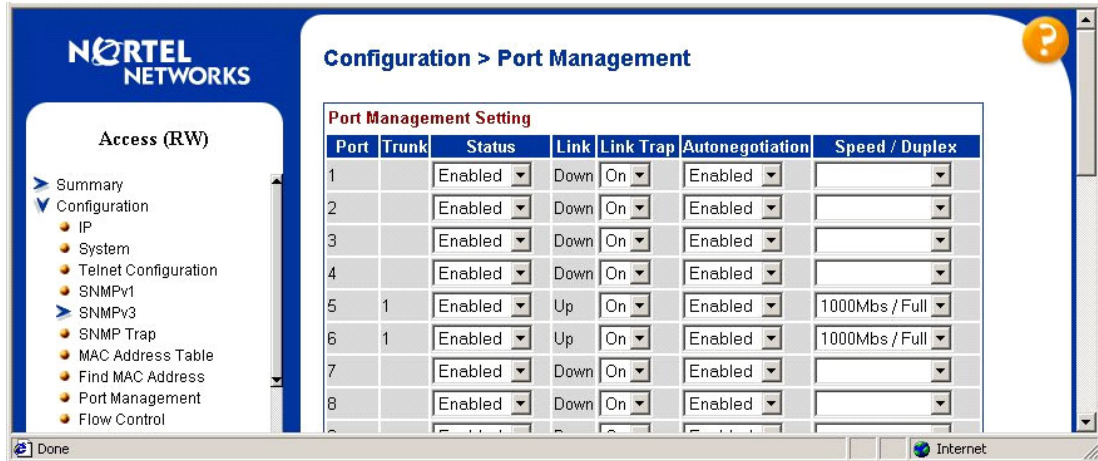 NORTEL
NETWORKS
Access (RW)
Summary
Configuration
IP
System
Telnet Configuration
SNMPv1
SNMPv3
SNMP Trap
MAC Address Table
Find MAC Address
Port Management
Flow Control
Configuration > Port Management
?
Port Management Setting
Port Trunk Status Link Link Trap Autonegotiation Speed / Duplex
1 Enabled Down On Enabled
2 Enabled Down On Enabled
3 Enabled Down On Enabled
4 Enabled Down On Enabled
5 1 Enabled Up On Enabled 1000Mbs / Full
6 1 Enabled Up On Enabled 1000Mbs / Full
7 Enabled Down On Enabled
8 Enabled Down On Enabled
Done Internet